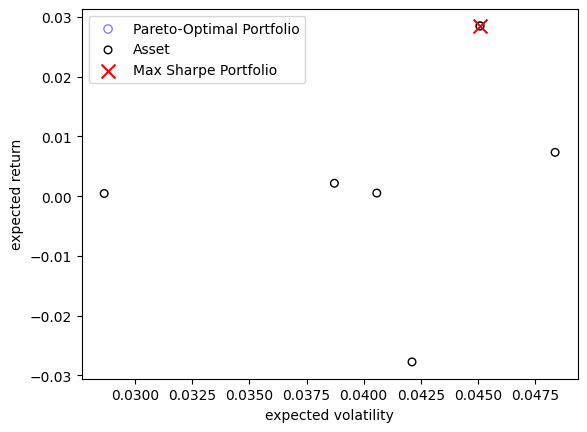 Pareto-Optimal Portfolio
Asset
Max Sharpe Portfolio
expected return
0.03
0.02
0.01
0.00
−0.01
−0.02
−0.03
0.0300 0.0325 0.0350 0.0375 0.0400 0.0425 0.0450 0.0475
expected volatility